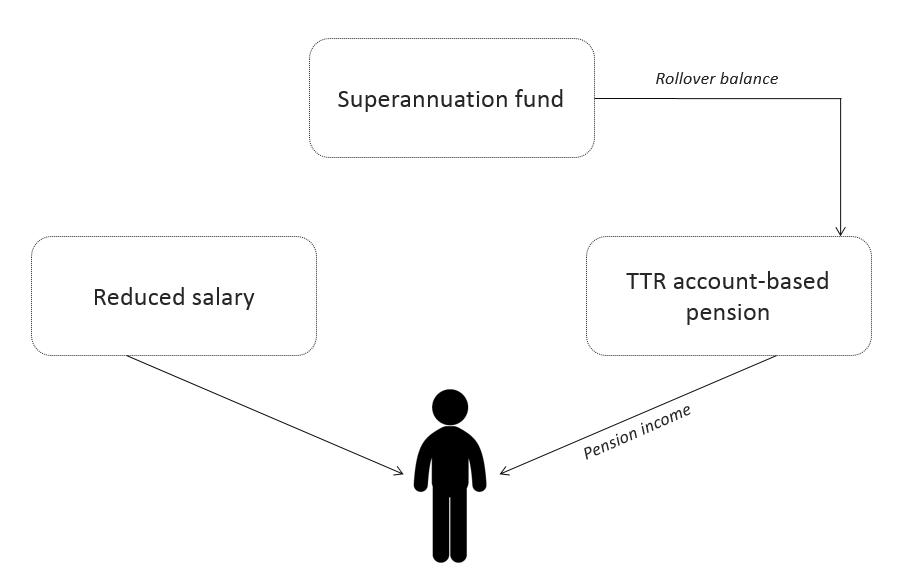 Rollover balance
Superannuation fund
Reduced salary
TTR account-based
pension
Pension income